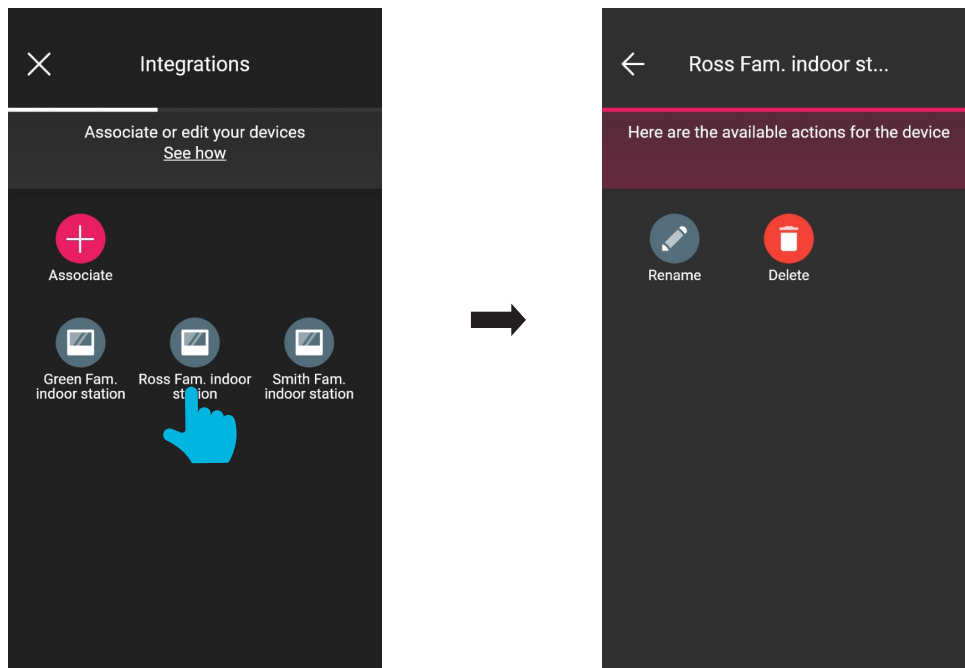 Integrations
Associate or edit your devices
See how
Associate
Green Fam.
indoor station
Ross Fam. indoor
station
Smith Fam.
indoor station
Ross Fam. indoor st...
Here are the available actions for the device
Rename
Delete